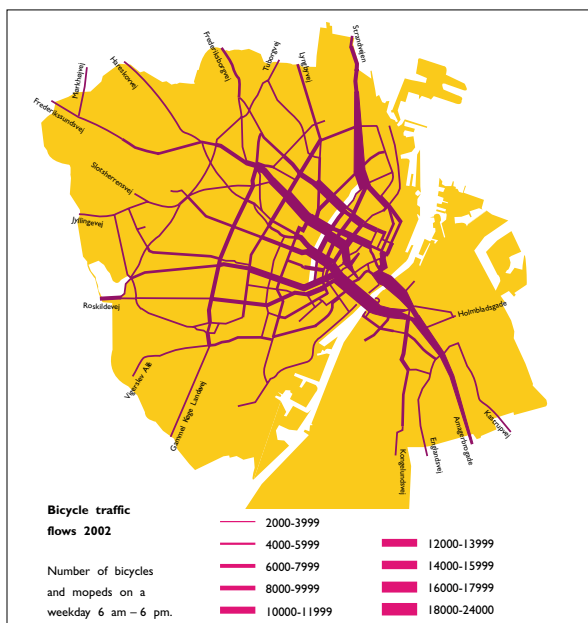 Strandvejen
Lyngbyvej
Tuborgvej
Frederiksborgvej
Hareskovvej
Mørkhøjvej
Frederikssundsvej
Slotsherrensvej
Jyllingevej
Roskildevej
Vigerslev Allé
Gammel Køge Landevej
Holmbladsgade
Kastrupvej
Amagerbrogade
Englandsvej
Kongelundsvej
Bicycle traffic
flows 2002
Number of bicycles
and mopeds on a
weekday 6 am – 6 pm.
2000-3999
4000-5999
6000-7999
8000-9999
10000-11999
12000-13999
14000-15999
16000-17999
18000-24000